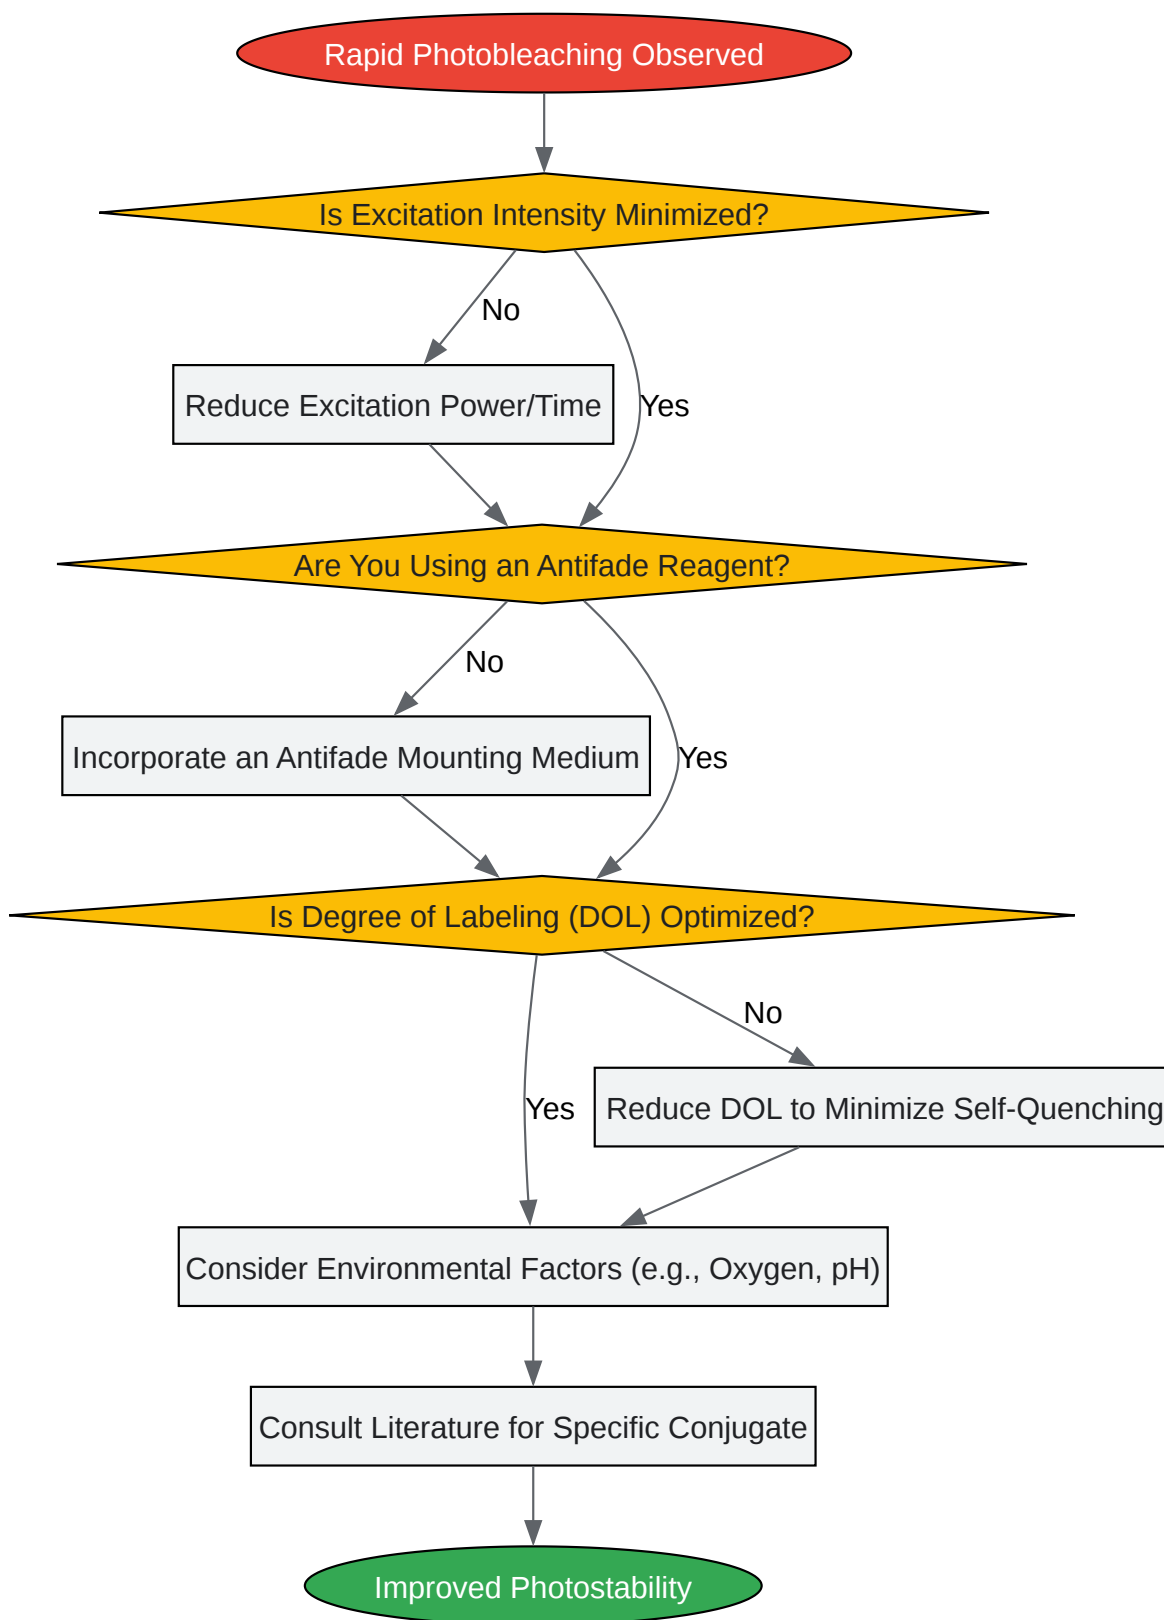 Rapid Photobleaching Observed
Is Excitation Intensity Minimized?
No
Reduce Excitation Power/Time
Yes
Are You Using an Antifade Reagent?
No
Incorporate an Antifade Mounting Medium
Yes
Is Degree of Labeling (DOL) Optimized?
No
Yes
Reduce DOL to Minimize Self-Quenching
Consider Environmental Factors (e.g., Oxygen, pH)
Consult Literature for Specific Conjugate
Improved Photostability